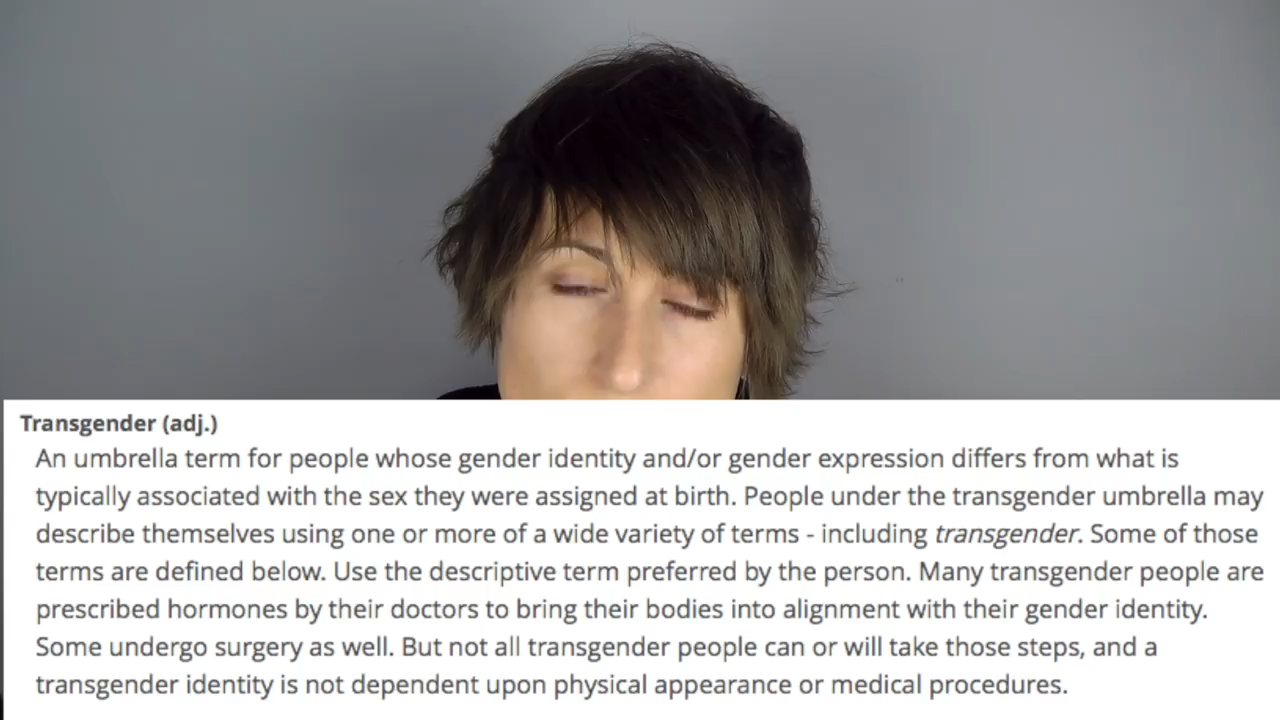 Transgender (adj.)
An umbrella term for people whose gender identity and/or gender expression differs from what is
typically associated with the sex they were assigned at birth. People under the transgender umbrella may
describe themselves using one or more of a wide variety of terms - including transgender. Some of those
terms are defined below. Use the descriptive term preferred by the person. Many transgender people are
prescribed hormones by their doctors to bring their bodies into alignment with their gender identity.
Some undergo surgery as well. But not all transgender people can or will take those steps, and a
transgender identity is not dependent upon physical appearance or medical procedures.